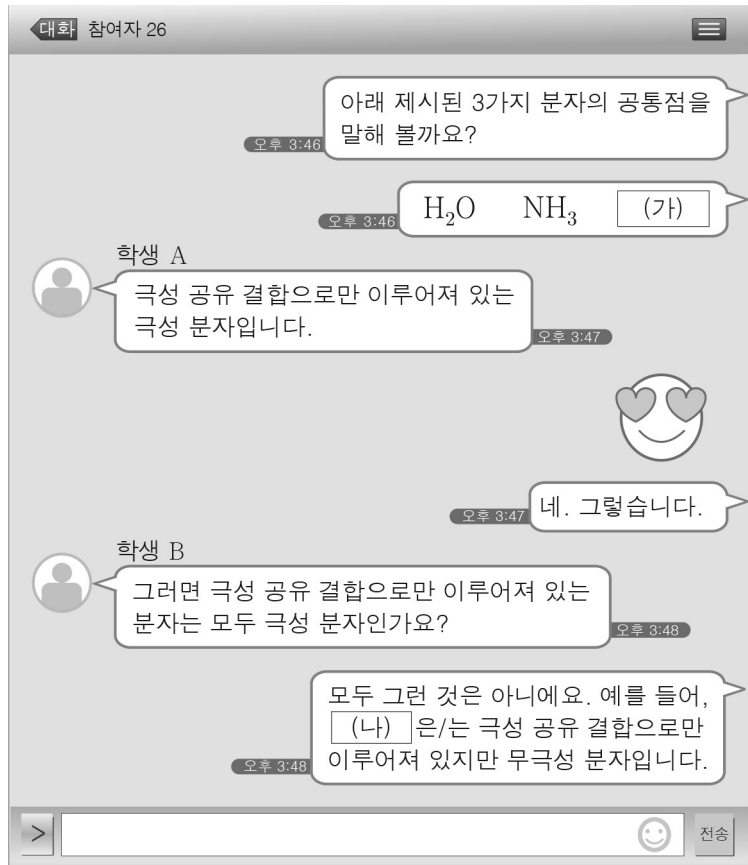 대화 참여자 26
아래 제시된 3가지 분자의 공통점을
말해 볼까요?
오후 3:46
H₂O NH₃ (가)
오후 3:46
학생 A
극성 공유 결합으로만 이루어져 있는
극성 분자입니다.
오후 3:47
네. 그렇습니다.
오후 3:47
학생 B
그러면 극성 공유 결합으로만 이루어져 있는
분자는 모두 극성 분자인가요?
오후 3:48
모두 그런 것은 아니에요. 예를 들어,
(나) 은/는 극성 공유 결합으로만
이루어져 있지만 무극성 분자입니다.
오후 3:48
> 전송